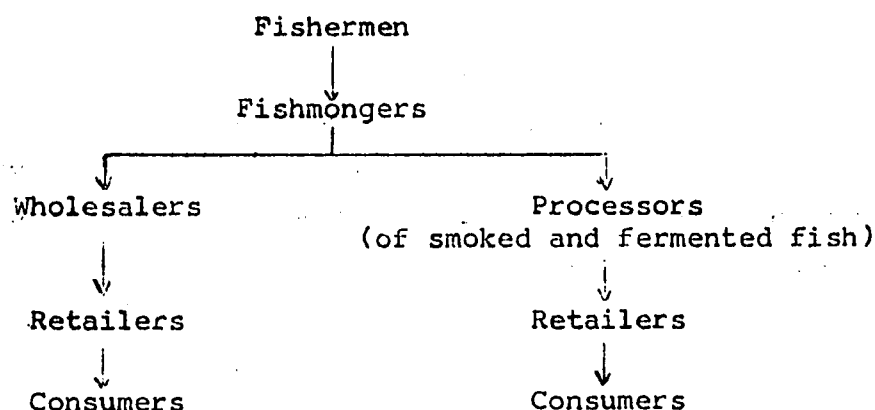 Fishermen
Fishmongers
Wholesalers
Processors
(of smoked and fermented fish)
Retailers
Retailers
Consumers
Consumers